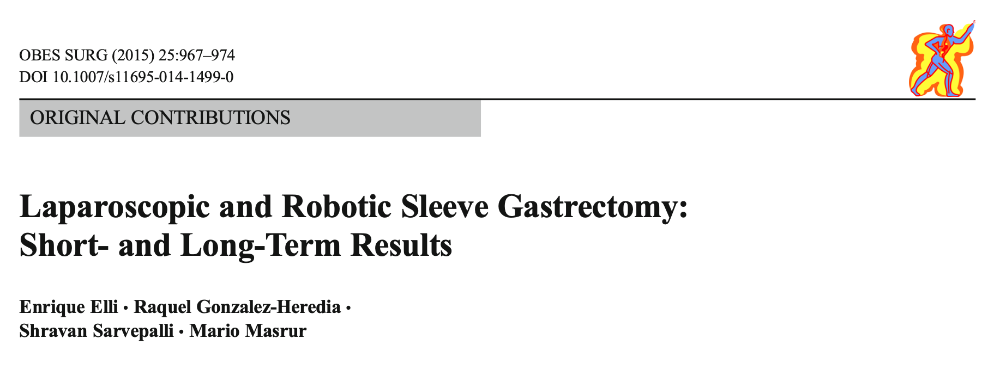 OBES SURG (2015) 25:967–974
DOI 10.1007/s11695-014-1499-0
ORIGINAL CONTRIBUTIONS
Laparoscopic and Robotic Sleeve Gastrectomy:
Short- and Long-Term Results
Enrique Elli · Raquel Gonzalez-Heredia ·
Shravan Sarvepalli · Mario Masrur